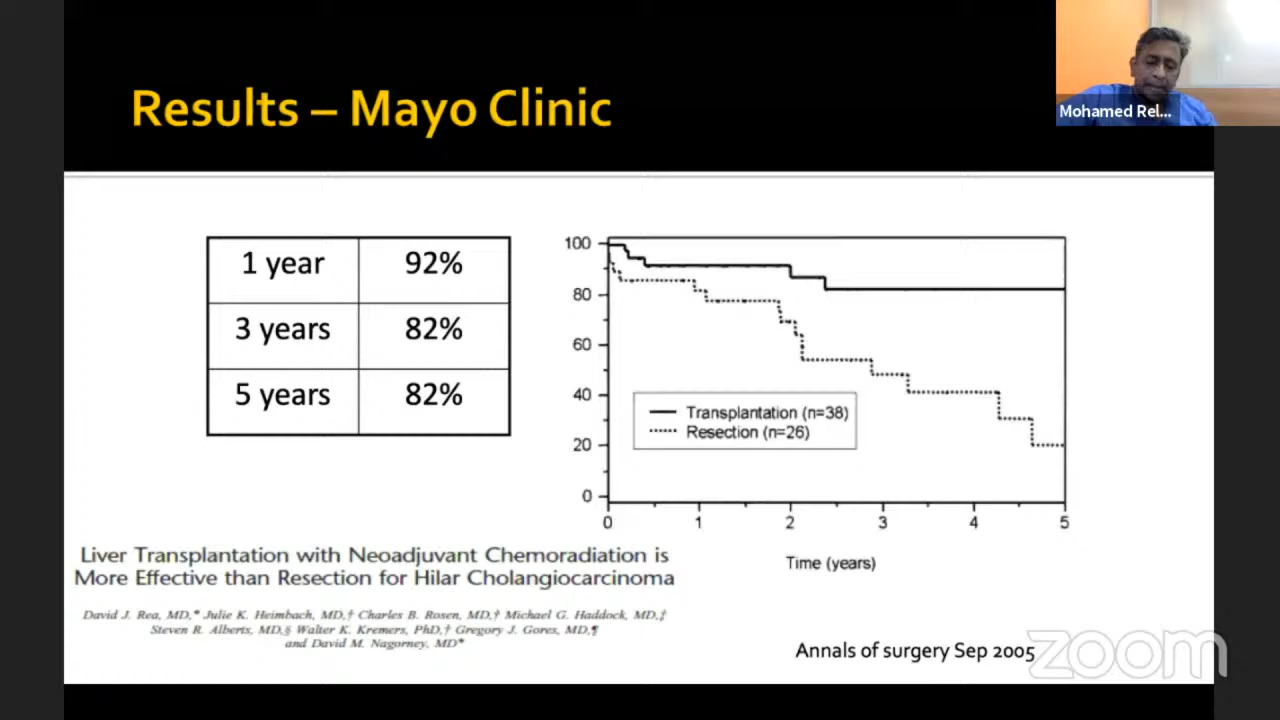 Results – Mayo Clinic
Mohamed Rel...
1 year 92%
3 years 82%
5 years 82%
100
80
60
40
20
0
Transplantation (n=38)
Resection (n=26)
0 1 2 3 4 5
Time (years)
Liver Transplantation with Neoadjuvant Chemoradiation is
More Effective than Resection for Hilar Cholangiocarcinoma
David J. Rea, MD,* Julie K. Heimbach, MD,† Charles B. Rosen, MD,† Michael G. Haddock, MD,‡
Steven R. Alberts, MD,§ Walter K. Kremers, PhD,† Gregory J. Gores, MD,¶
and David M. Nagorney, MD*
Annals of surgery Sep 2005
zoom